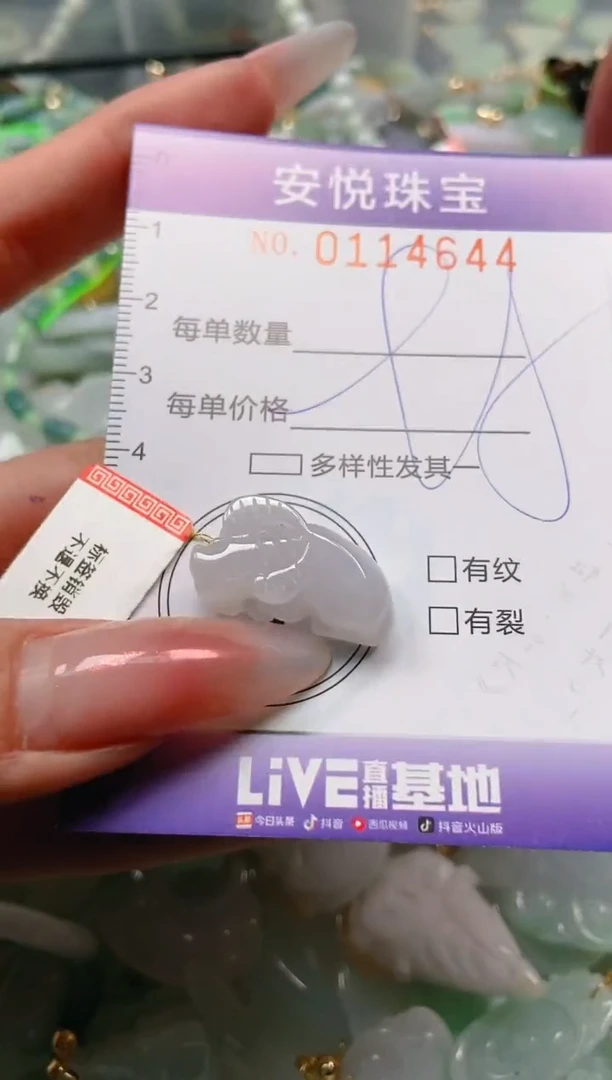 安悦珠宝
NO. 0114644
1
2
每单数量
3
每单价格
4
多样性发其一
标签销毁
不退不换
有纹
有裂
LIVE直播基地
今日头条 抖音 西瓜视频 抖音火山版